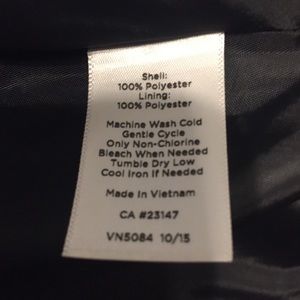 Shell:
100% Polyester
Lining:
100% Polyester
Machine Wash Cold
Gentle Cycle
Only Non-Chlorine
Bleach When Needed
Tumble Dry Low
Cool Iron If Needed
Made In Vietnam
CA #23147
VN5084 10/15